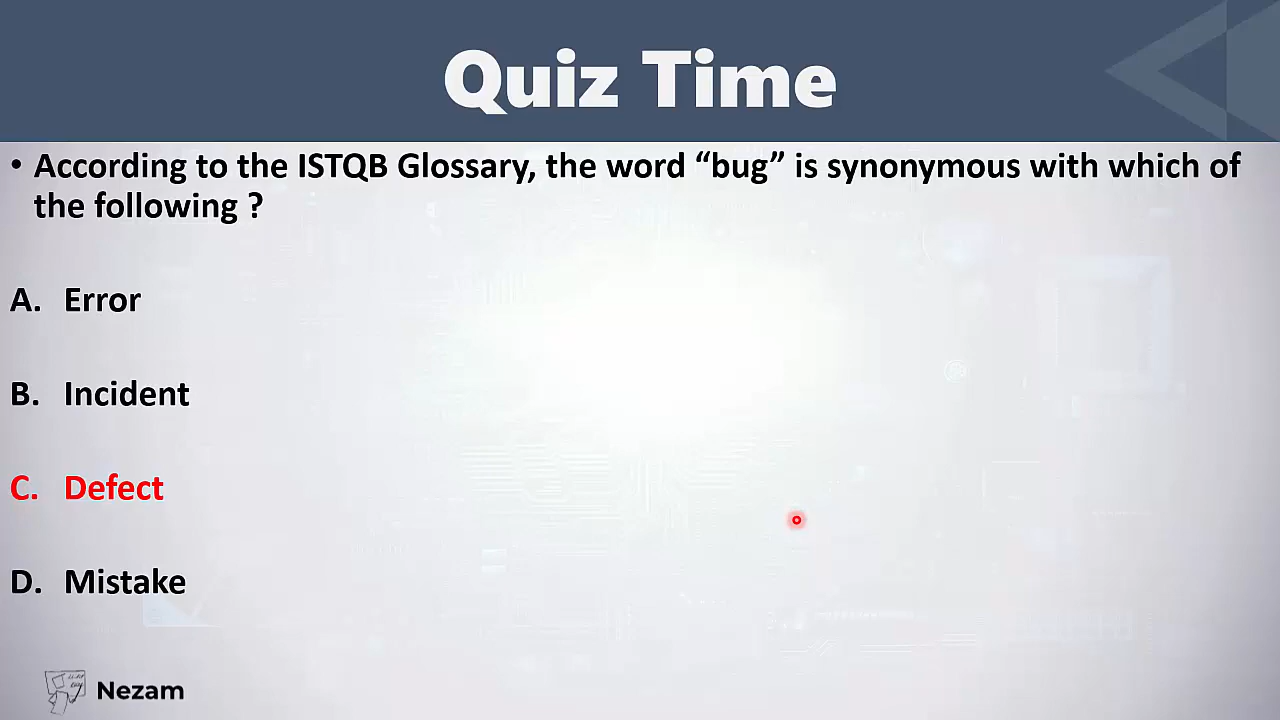 Quiz Time
• According to the ISTQB Glossary, the word “bug” is synonymous with which of
the following ?
A. Error
B. Incident
C. Defect
D. Mistake
Nezam